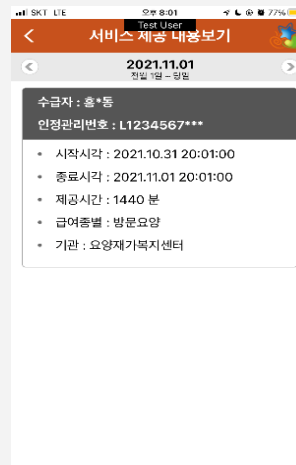 SKT LTE 오후 8:01 77%
Test User
서비스 제공 내용보기
2021.11.01
전일 1일 ~ 당일
수급자 : 홍*동
인정관리번호 : L1234567***
• 시작시각 : 2021.10.31 20:01:00
• 종료시각 : 2021.11.01 20:01:00
• 제공시간 : 1440 분
• 급여종별 : 방문요양
• 기관 : 요양재가복지센터